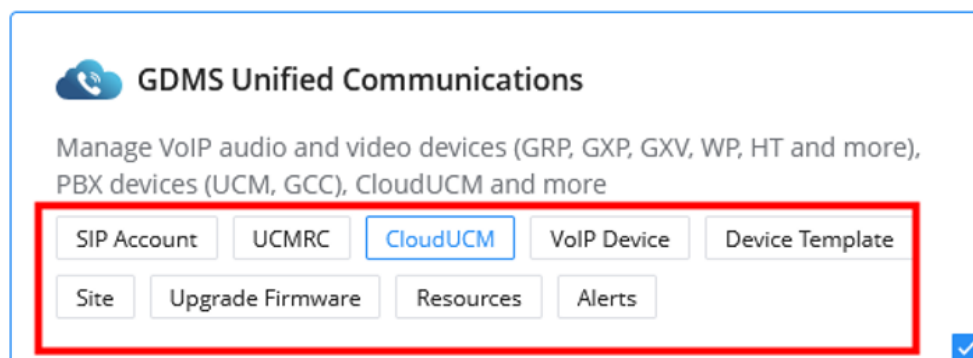 GDMS Unified Communications
Manage VoIP audio and video devices (GRP, GXP, GXV, WP, HT and more),
PBX devices (UCM, GCC), CloudUCM and more
SIP Account UCMRC CloudUCM VoIP Device Device Template
Site Upgrade Firmware Resources Alerts